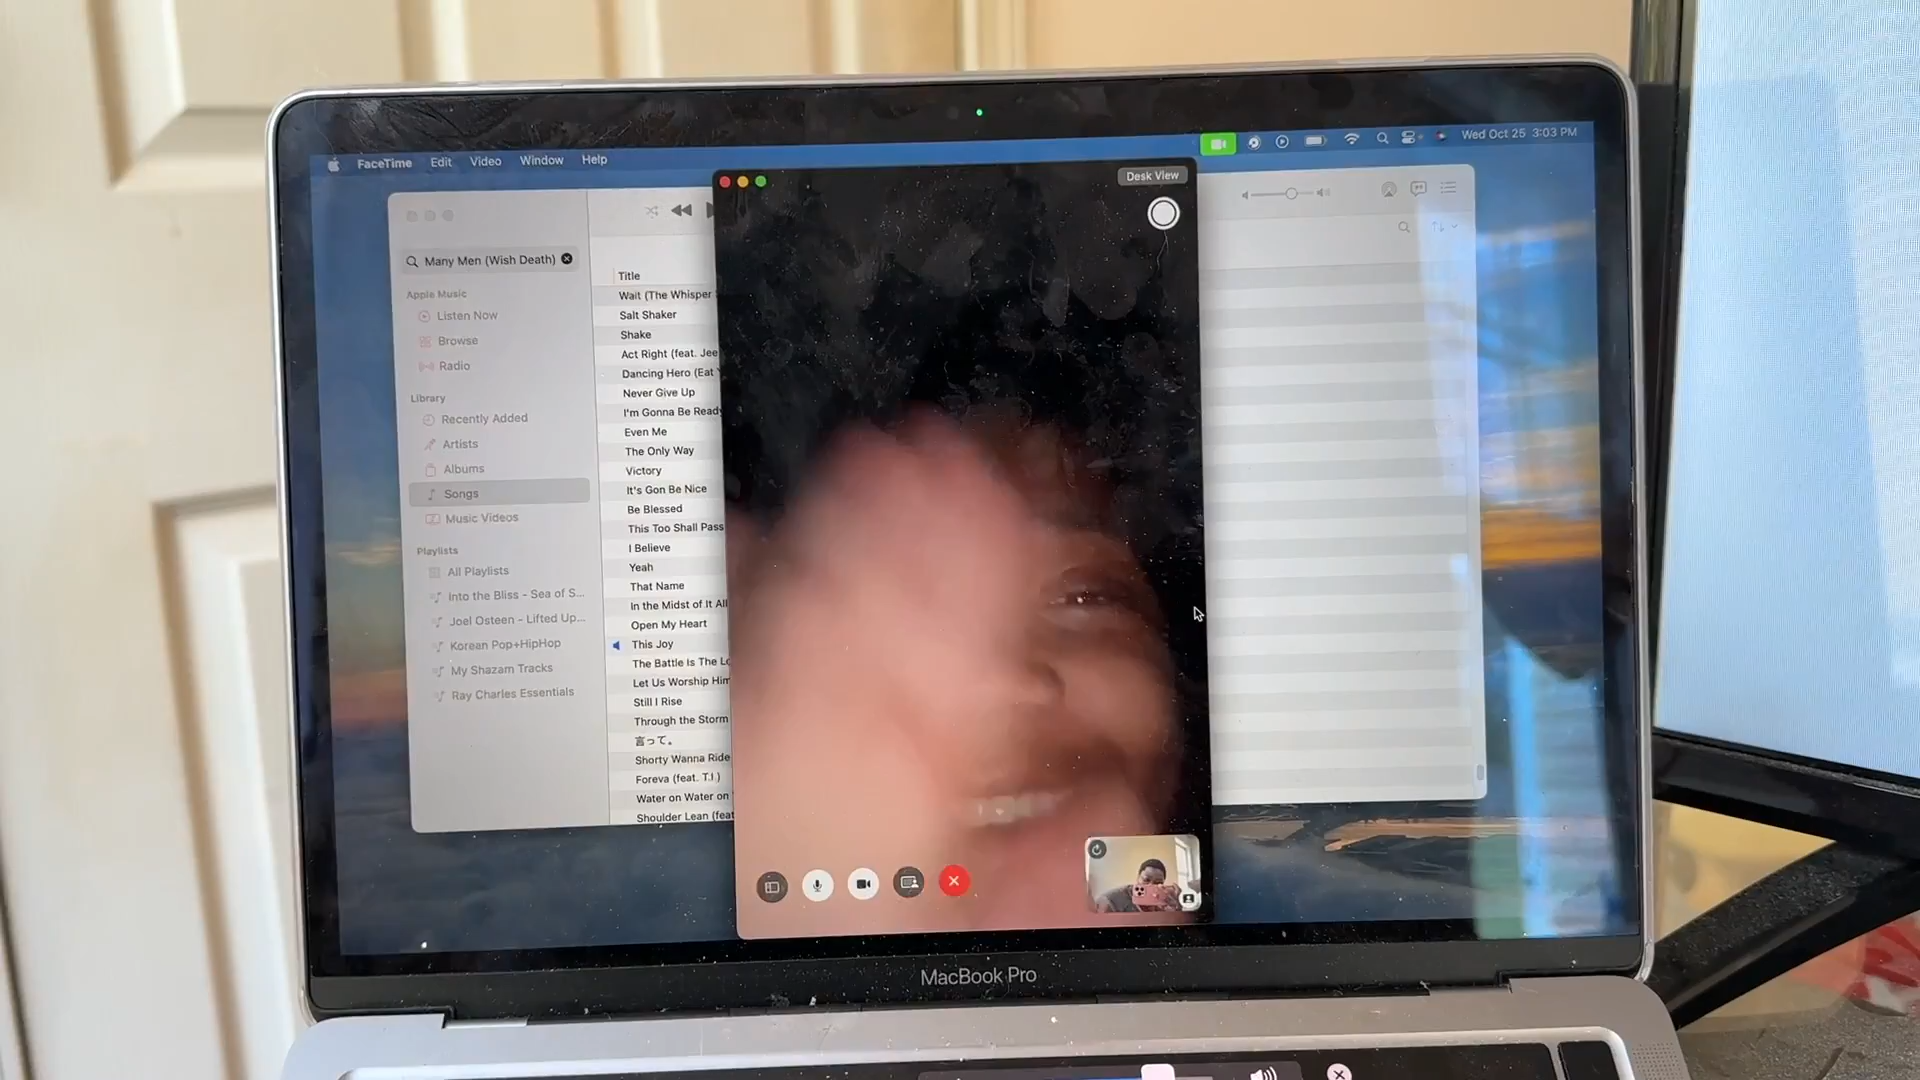 FaceTime Edit Video Window Help
Wed Oct 25 3:03 PM
Desk View
Many Men (Wish Death)
Apple Music
Listen Now
Browse
Radio
Library
Recently Added
Artists
Albums
Songs
Music Videos
Playlists
All Playlists
Into the Bliss - Sea of S...
Joel Osteen - Lifted Up...
Korean Pop+HipHop
My Shazam Tracks
Ray Charles Essentials
Title
Wait (The Whisper
Salt Shaker
Shake
Act Right (feat. Jee
Dancing Hero (Eat
Never Give Up
I'm Gonna Be Ready
Even Me
The Only Way
Victory
It's Gon Be Nice
Be Blessed
This Too Shall Pass
I Believe
Yeah
That Name
In the Midst of It All
Open My Heart
This Joy
The Battle Is The
Let Us Worship Him
Still I Rise
Through the Storm
言って。
Shorty Wanna Ride
Foreva (feat. T.I.)
Water on Water on
Shoulder Lean (feat
MacBook Pro